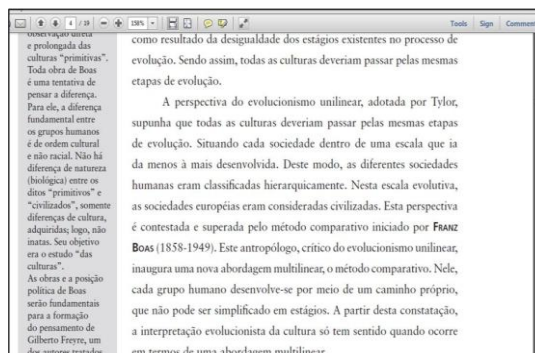 4 / 19
158%
Tools
Sign
Comment
observação direta
e prolongada das
culturas "primitivas".
Toda obra de Boas
é uma tentativa de
pensar a diferença.
Para ele, a diferença
fundamental entre
os grupos humanos
é de ordem cultural
e não racial. Não há
diferença de natureza
(biológica) entre os
ditos "primitivos" e
"civilizados", somente
diferenças de cultura,
adquiridas; logo, não
inatas. Seu objetivo
era o estudo "das
culturas".
As obras e a posição
política de Boas
serão fundamentais
para a formação
do pensamento de
Gilberto Freyre, um
dos autores tratados
como resultado da desigualdade dos estágios existentes no processo de
evolução. Sendo assim, todas as culturas deveriam passar pelas mesmas
etapas de evolução.
A perspectiva do evolucionismo unilinear, adotada por Tylor,
supunha que todas as culturas deveriam passar pelas mesmas etapas
de evolução. Situando cada sociedade dentro de uma escala que ia
da menos à mais desenvolvida. Deste modo, as diferentes sociedades
humanas eram classificadas hierarquicamente. Nesta escala evolutiva,
as sociedades européias eram consideradas civilizadas. Esta perspectiva
é contestada e superada pelo método comparativo iniciado por FRANZ
BOAS (1858-1949). Este antropólogo, crítico do evolucionismo unilinear,
inaugura uma nova abordagem multilinear, o método comparativo. Nele,
cada grupo humano desenvolve-se por meio de um caminho próprio,
que não pode ser simplificado em estágios. A partir desta constatação,
a interpretação evolucionista da cultura só tem sentido quando ocorre
em termos de uma abordagem multilinear.